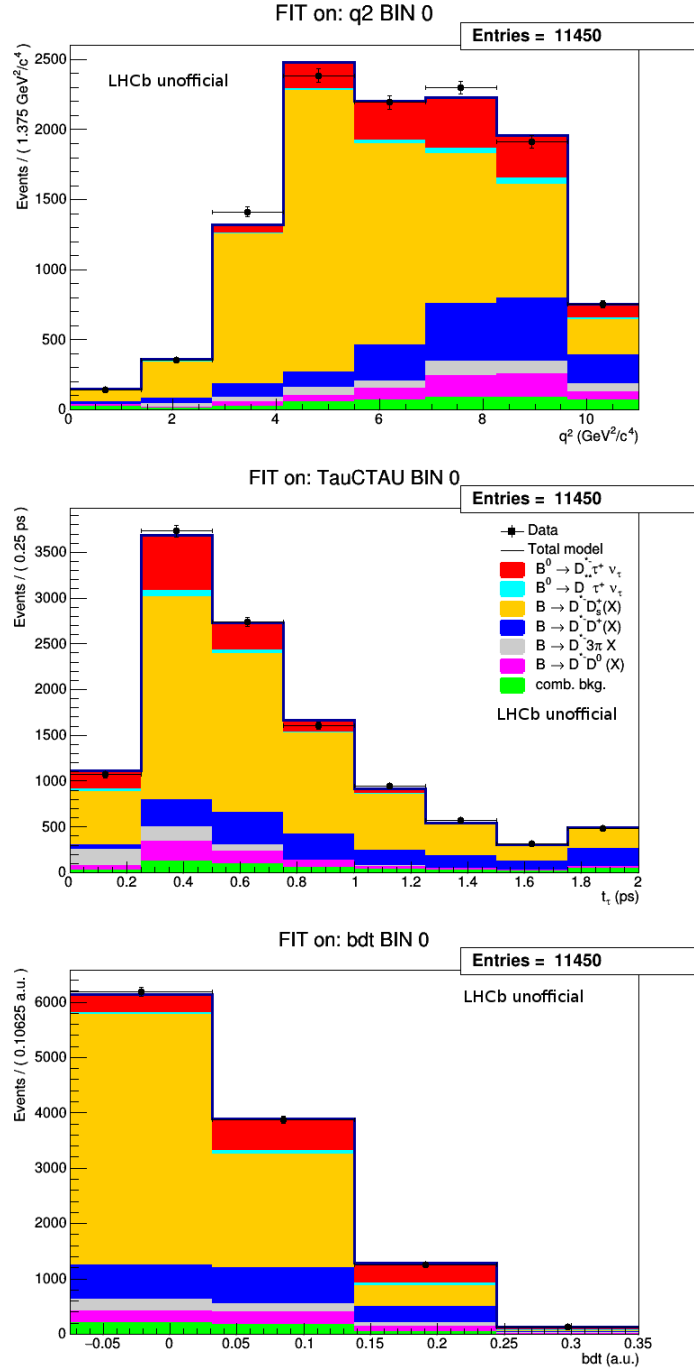 FIT on: q2 BIN 0
Entries = 11450
LHCb unofficial
Events / ( 1.375 GeV²/c⁴ )
2500
2000
1500
1000
500
0
0 2 4 6 8 10
q² (GeV²/c⁴)
FIT on: TauCTAU BIN 0
Entries = 11450
Events / ( 0.25 ps )
3500
3000
2500
2000
1500
1000
500
0
Data
Total model
B⁰ → D*⁻ τ⁺ ντ
B⁰ → D** τ⁺ ντ
B → D*⁻Ds⁺(X)
B → D*⁻D⁺(X)
B → D*⁻3π X
B → D*⁻D⁰ (X)
comb. bkg.
LHCb unofficial
0 0.2 0.4 0.6 0.8 1 1.2 1.4 1.6 1.8 2
tτ (ps)
FIT on: bdt BIN 0
Entries = 11450
LHCb unofficial
Events / ( 0.10625 a.u. )
6000
5000
4000
3000
2000
1000
0
−0.05 0 0.05 0.1 0.15 0.2 0.25 0.3 0.35
bdt (a.u.)